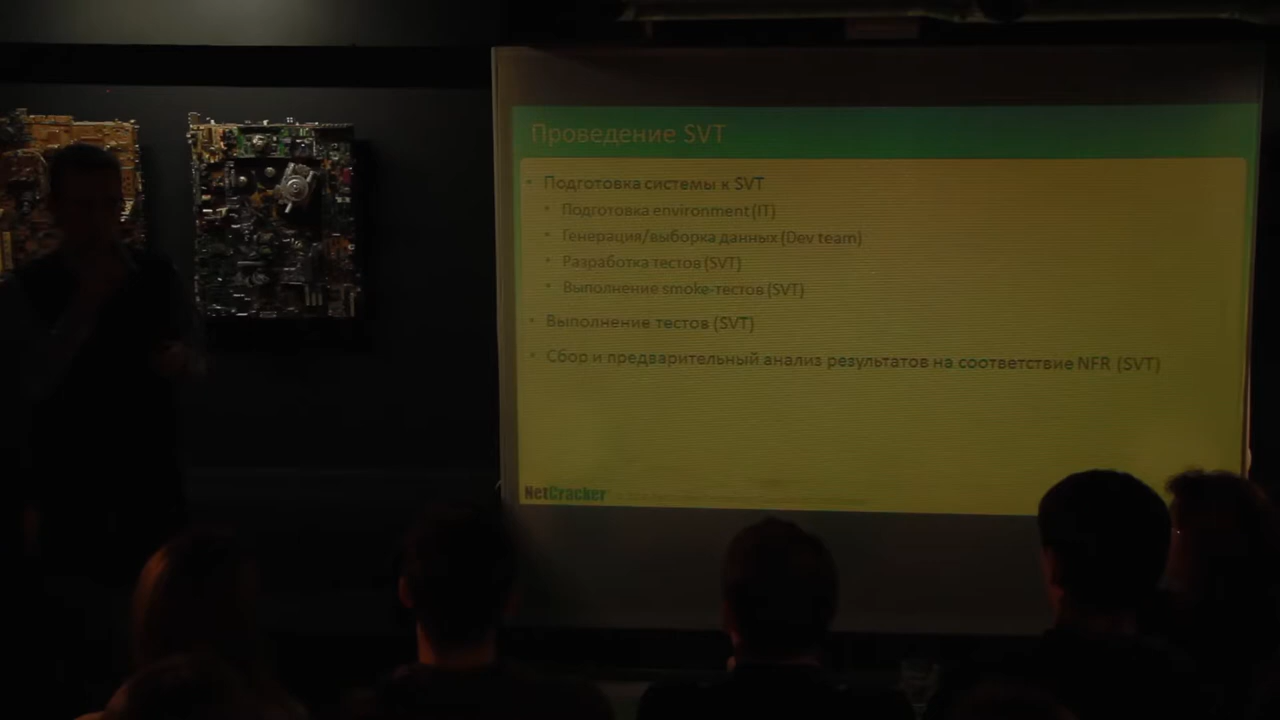 Проведение SVT
Подготовка системы к SVT
Подготовка environment (IT)
Генерация/выборка данных (Dev team)
Разработка тестов (SVT)
Выполнение smoke-тестов (SVT)
Выполнение тестов (SVT)
Сбор и предварительный анализ результатов на соответствие NFR (SVT)
NetCracker